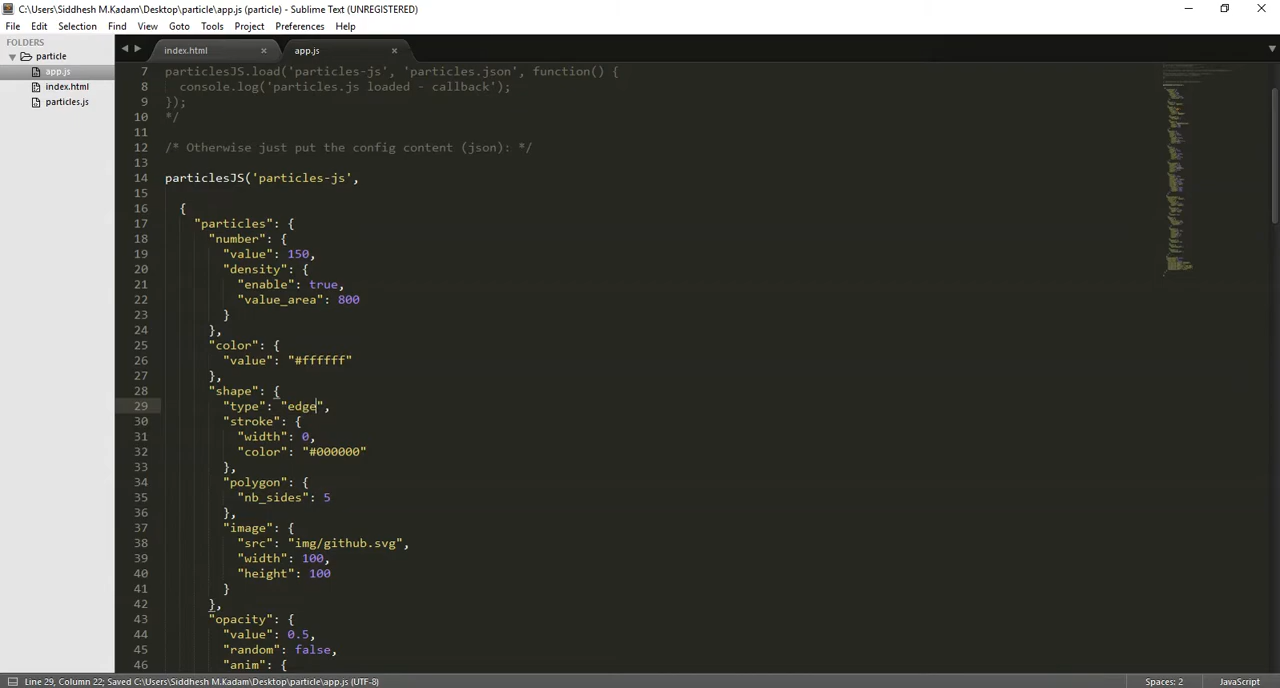 C:\Users\Siddhesh M.Kadam\Desktop\particle\app.js (particle) - Sublime Text (UNREGISTERED)
File Edit Selection Find View Goto Tools Project Preferences Help
FOLDERS
particle
app.js
index.html
particles.js
index.html app.js
7 particlesJS.load('particles-js', 'particles.json', function() {
8 console.log('particles.js loaded - callback');
9 });
10 */
11
12 /* Otherwise just put the config content (json): */
13
14 particlesJS('particles-js',
15
16 {
17 "particles": {
18 "number": {
19 "value": 150,
20 "density": {
21 "enable": true,
22 "value_area": 800
23 }
24 },
25 "color": {
26 "value": "#ffffff"
27 },
28 "shape": {
29 "type": "edge",
30 "stroke": {
31 "width": 0,
32 "color": "#000000"
33 },
34 "polygon": {
35 "nb_sides": 5
36 },
37 "image": {
38 "src": "img/github.svg",
39 "width": 100,
40 "height": 100
41 }
42 },
43 "opacity": {
44 "value": 0.5,
45 "random": false,
46 "anim": {
Line 29, Column 22; Saved C:\Users\Siddhesh M.Kadam\Desktop\particle\app.js (UTF-8) Spaces: 2 JavaScript